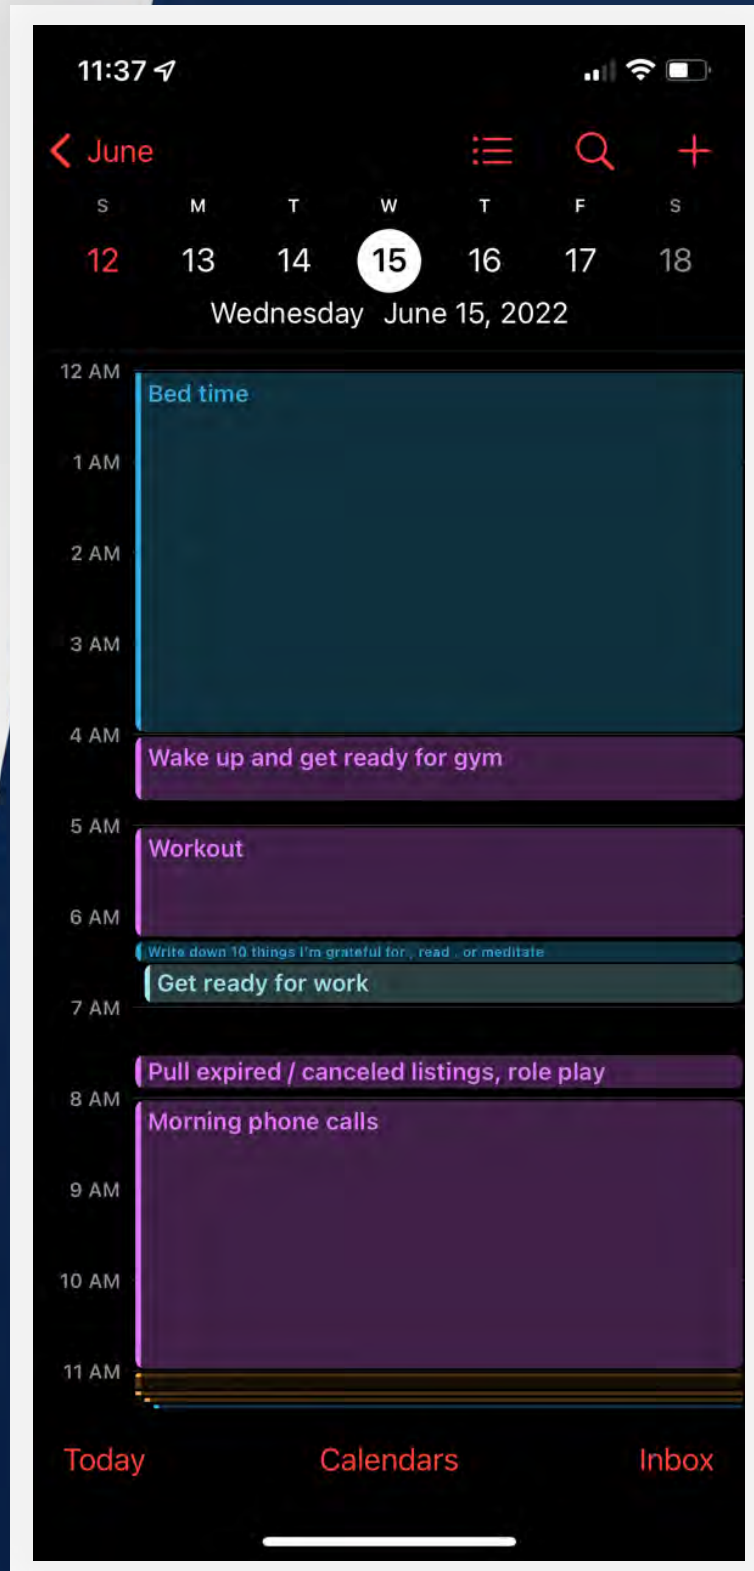 11:37
June
S M T W T F S
12 13 14 15 16 17 18
Wednesday June 15, 2022
12 AM
Bed time
1 AM
2 AM
3 AM
4 AM
Wake up and get ready for gym
5 AM
Workout
6 AM
Write down 10 things I'm grateful for , read , or meditate
Get ready for work
7 AM
Pull expired / canceled listings, role play
8 AM
Morning phone calls
9 AM
10 AM
11 AM
Today Calendars Inbox